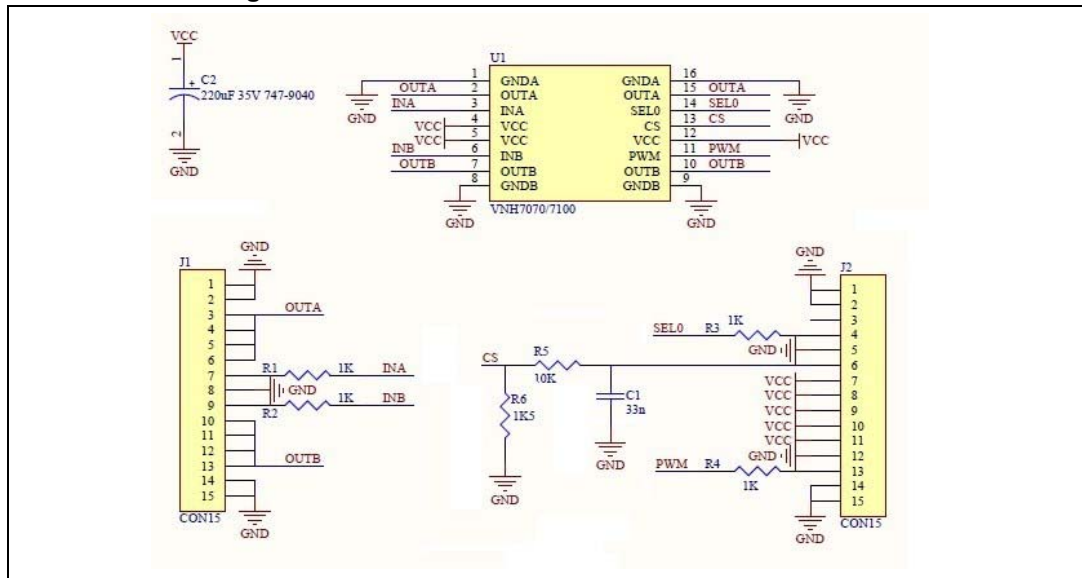 VCC
1
+ C2
220uF 35V 747-9040
2
GND
U1
1 GNDA GNDA 16
OUTA 2 OUTA OUTA 15 OUTA
INA 3 INA SEL0 14 SEL0
VCC 4 VCC CS 13 CS
VCC 5 VCC VCC 12 VCC
INB 6 INB PWM 11 PWM
OUTB 7 OUTB OUTB 10 OUTB
8 GNDB GNDB 9
GND
GND
GND
GND
VNH7070/7100
J1
GND
1
2
3 OUTA
4
5
6
7 R1 1K INA
8 GND
9 R2 1K INB
10
11
12
13 OUTB
14
15
CON15
GND
CS R5
10K
R6
1K5
GND
C1
33n
GND
GND
J2
1
2
3
SEL0 R3 1K 4
GND 5
6
VCC 7
VCC 8
VCC 9
VCC 10
VCC 11
GND 12
PWM R4 1K 13
14
15
CON15
GND